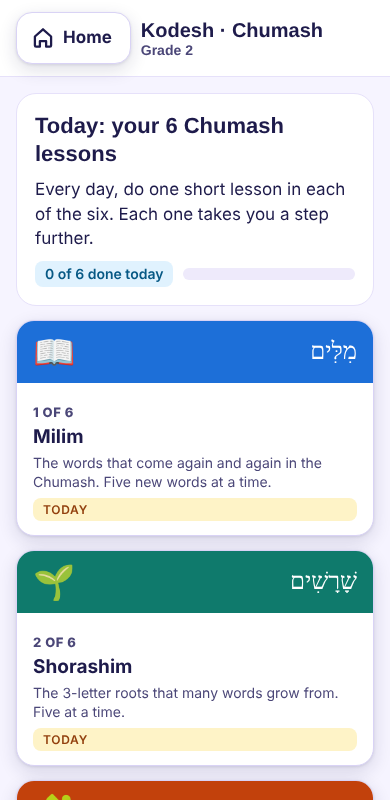 Home
Kodesh · Chumash
Grade 2
Today: your 6 Chumash
lessons
Every day, do one short lesson in each
of the six. Each one takes you a step
further.
0 of 6 done today
מִלִּים
1 OF 6
Milim
The words that come again and again in the
Chumash. Five new words at a time.
TODAY
שָׁרָשִׁים
2 OF 6
Shorashim
The 3-letter roots that many words grow from.
Five at a time.
TODAY